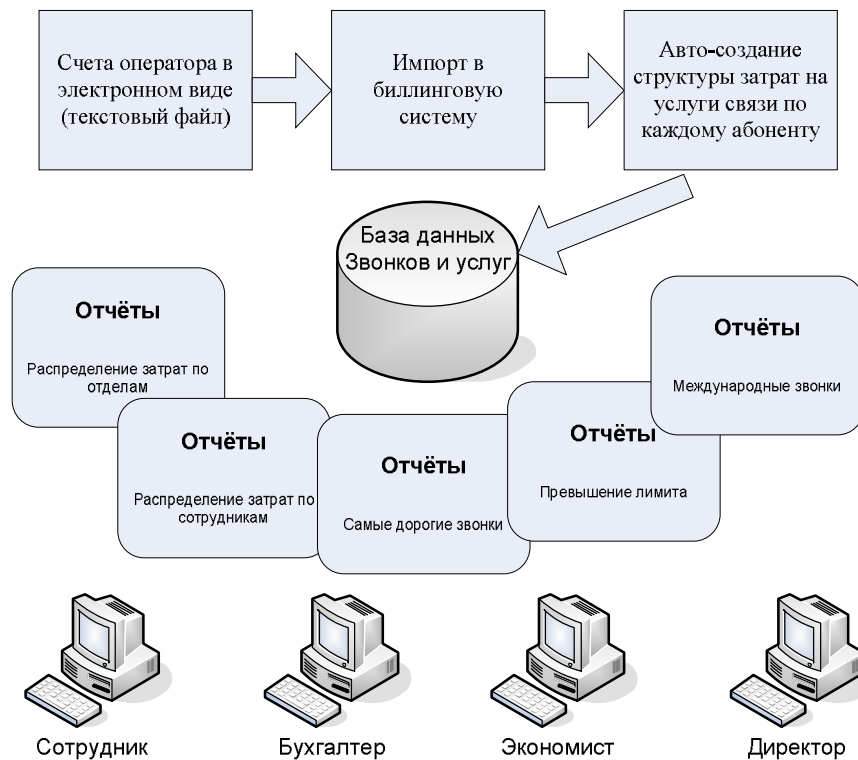 Счета оператора в
электронном виде
(текстовый файл)
Импорт в
биллинговую
систему
Авто-создание
структуры затрат на
услуги связи по
каждому абоненту
База данных
Звонков и услуг
Отчёты
Распределение затрат по
отделам
Отчёты
Распределение затрат по
сотрудникам
Отчёты
Самые дорогие звонки
Отчёты
Превышение лимита
Отчёты
Международные звонки
Сотрудник
Бухгалтер
Экономист
Директор